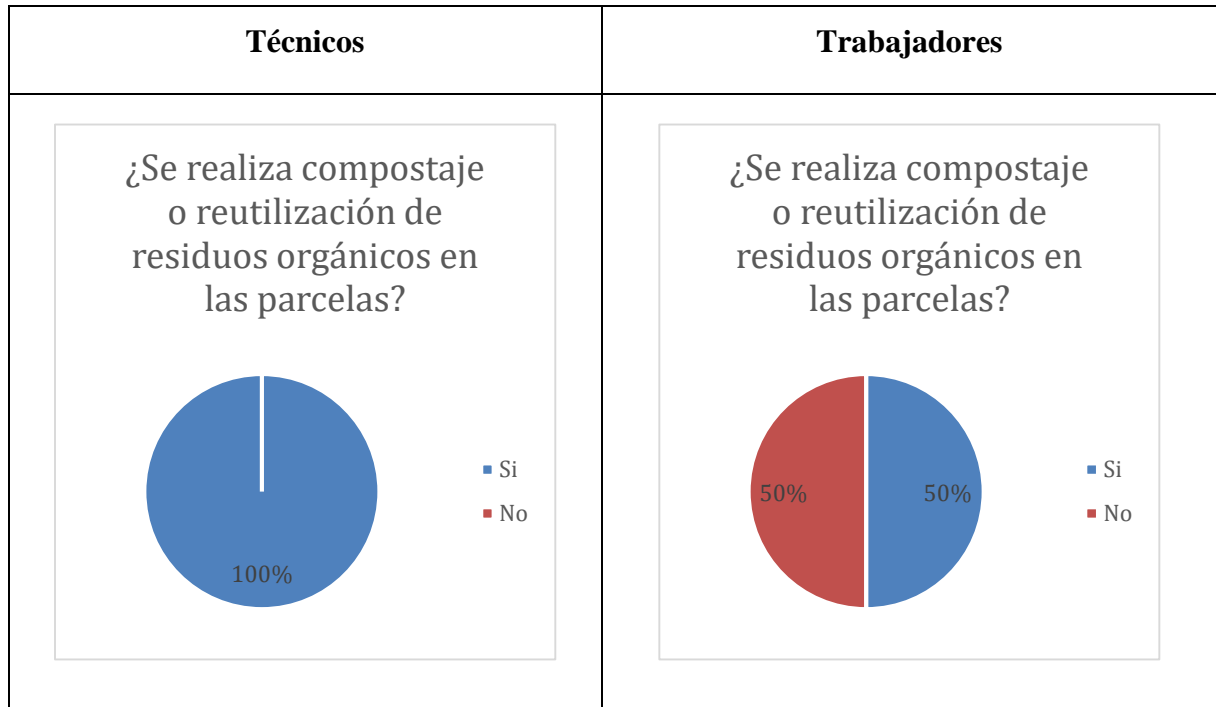 Técnicos
Trabajadores
¿Se realiza compostaje
o reutilización de
residuos orgánicos en
las parcelas?
Si
No
100%
¿Se realiza compostaje
o reutilización de
residuos orgánicos en
las parcelas?
50%
50%
Si
No